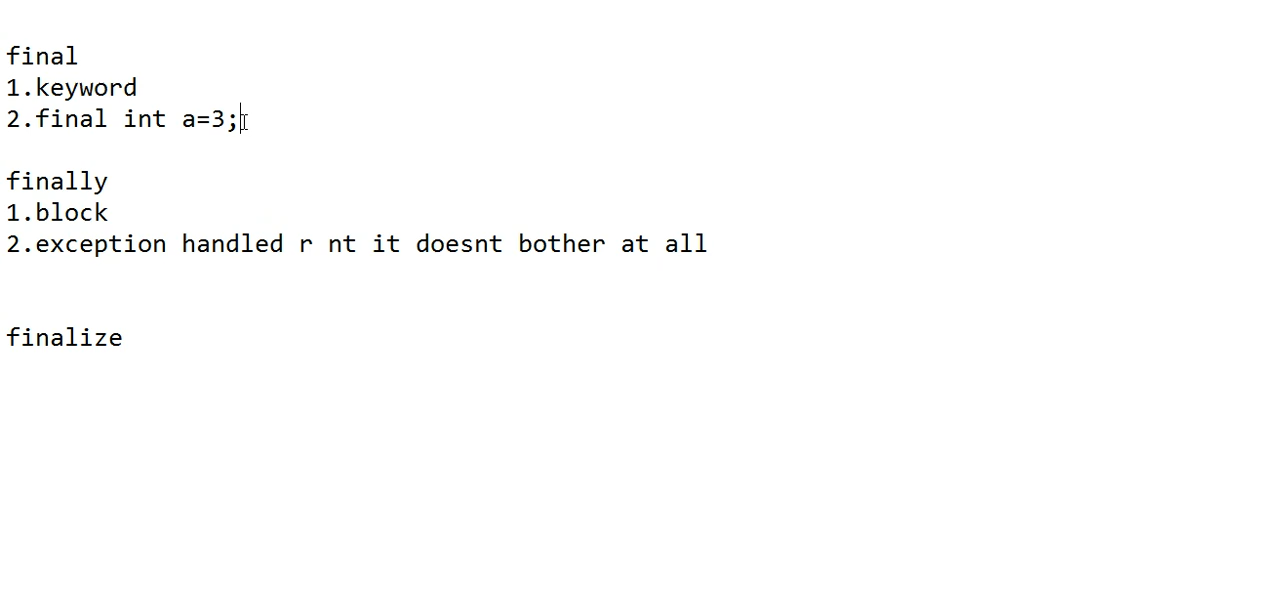 final
1.keyword
2.final int a=3;
finally
1.block
2.exception handled r nt it doesnt bother at all
finalize